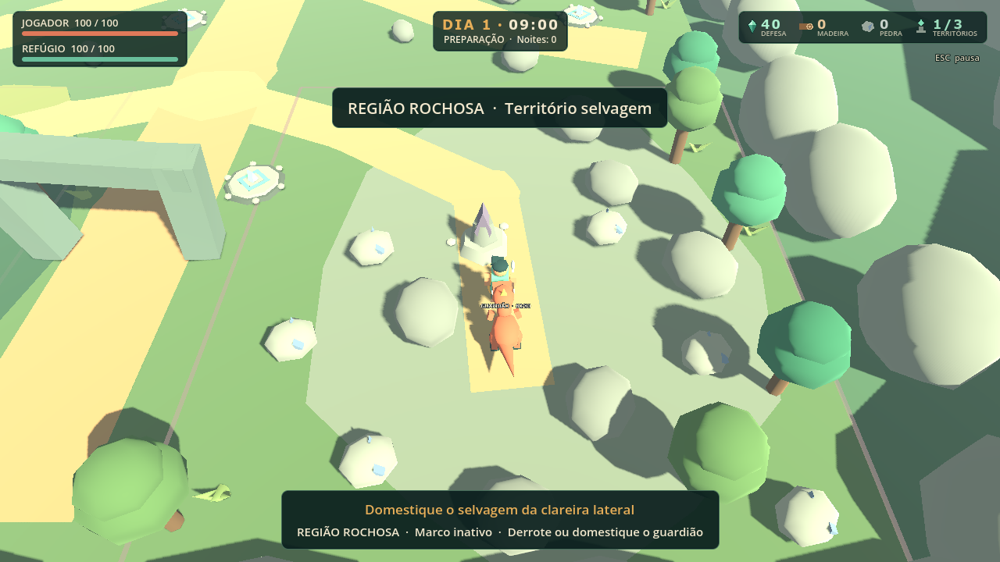 JOGADOR 100 / 100
REFÚGIO 100 / 100
DIA 1 · 09:00
PREPARAÇÃO · Noites: 0
40 DEFESA
0 MADEIRA
0 PEDRA
1/3 TERRITÓRIOS
ESC pausa
REGIÃO ROCHOSA · Território selvagem
Domestique o selvagem da clareira lateral
REGIÃO ROCHOSA · Marco inativo · Derrote ou domestique o guardião